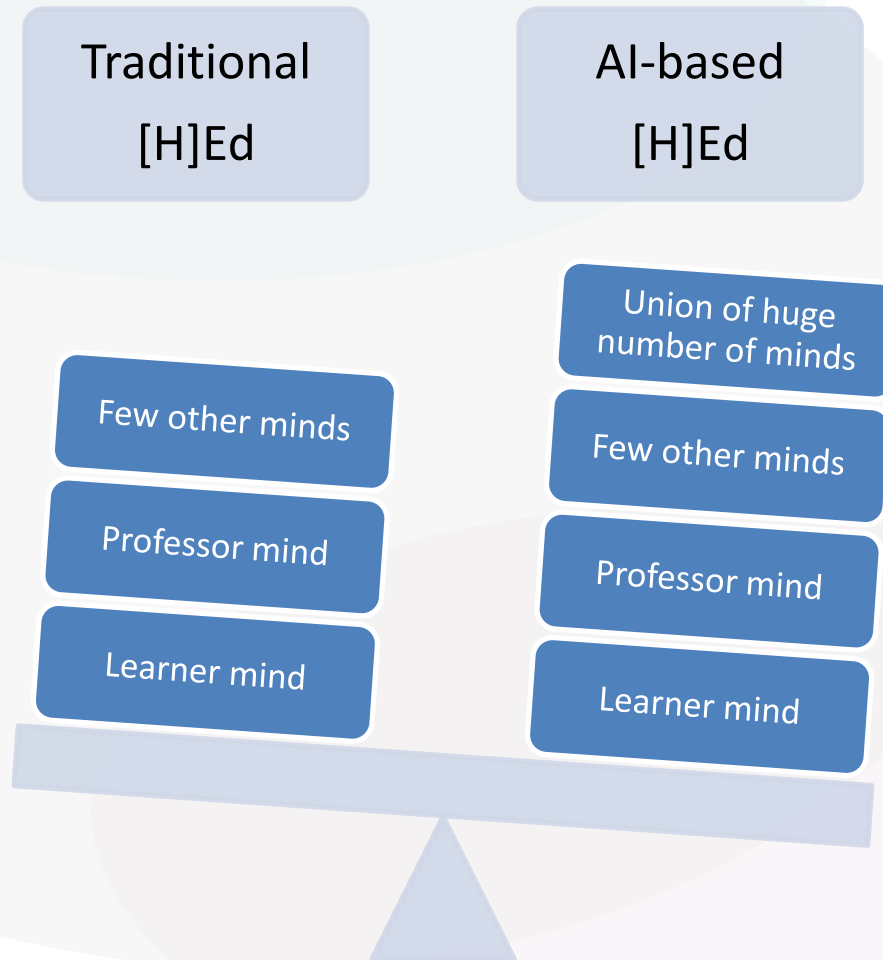 Traditional
[H]Ed
AI-based
[H]Ed
Few other minds
Professor mind
Learner mind
Union of huge
number of minds
Few other minds
Professor mind
Learner mind